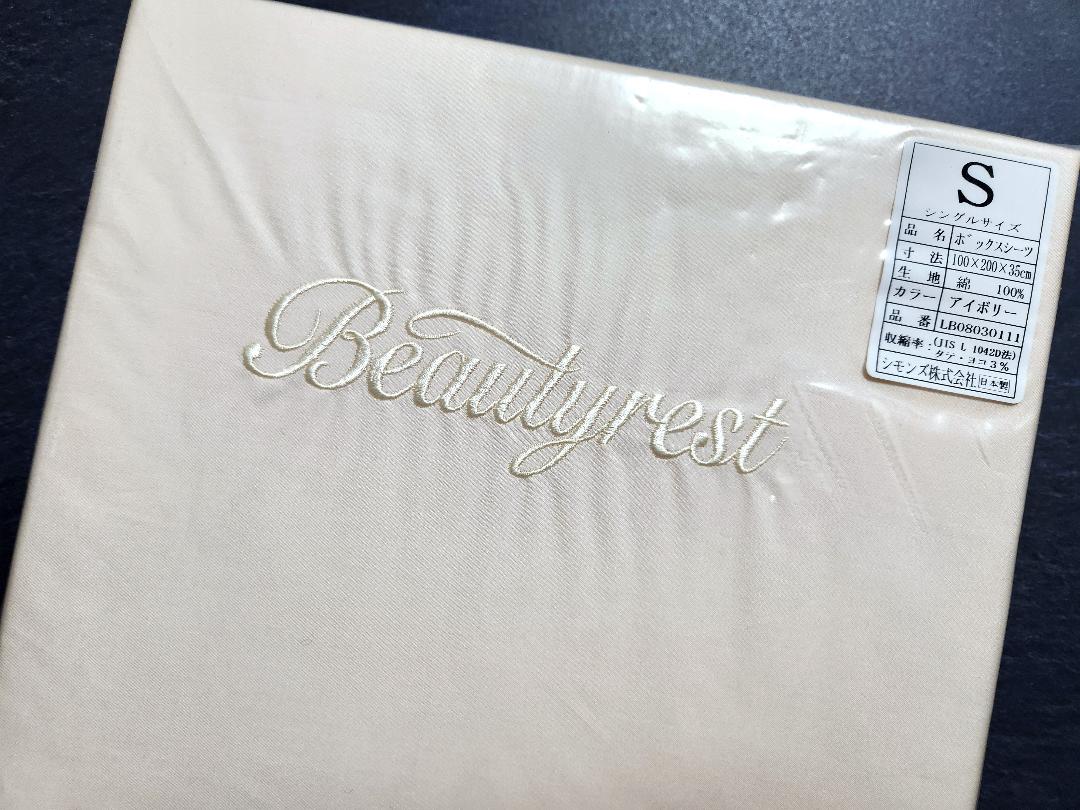 Beautyrest
S
シングルサイズ
品 名 ボックスシーツ
寸 法 100×200×35cm
生 地 綿 100%
カラー アイボリー
品 番 LB08030111
収縮率:(JIS L 1042D法)
タテ・ヨコ3%
シモンズ株式会社 日本製